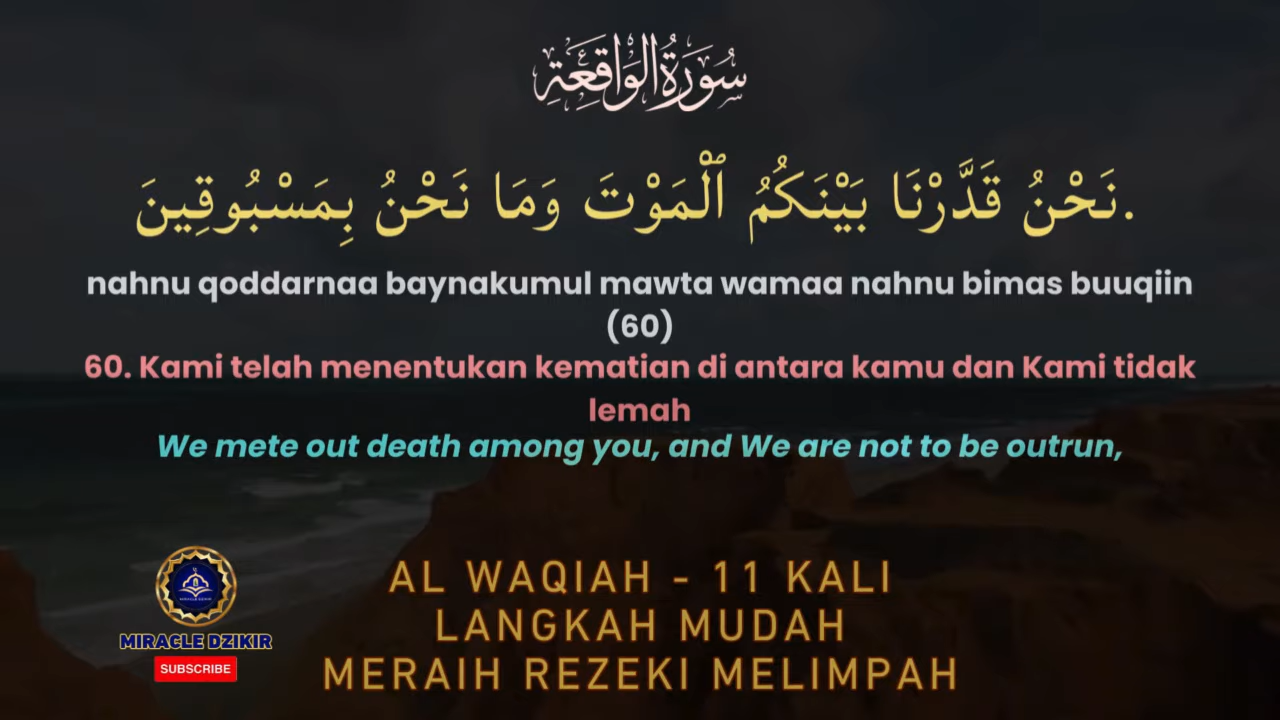 سُورَةُ الوَاقِعَةِ
نَحْنُ قَدَّرْنَا بَيْنَكُمُ ٱلْمَوْتَ وَمَا نَحْنُ بِمَسْبُوقِينَ.
nahnu qoddarnaa baynakumul mawta wamaa nahnu bimas buuqiin
(60)
60. Kami telah menentukan kematian di antara kamu dan Kami tidak
lemah
We mete out death among you, and We are not to be outrun,
AL WAQIAH - 11 KALI
LANGKAH MUDAH
MERAIH REZEKI MELIMPAH
MIRACLE DZIKIR
MIRACLE DZIKIR
SUBSCRIBE